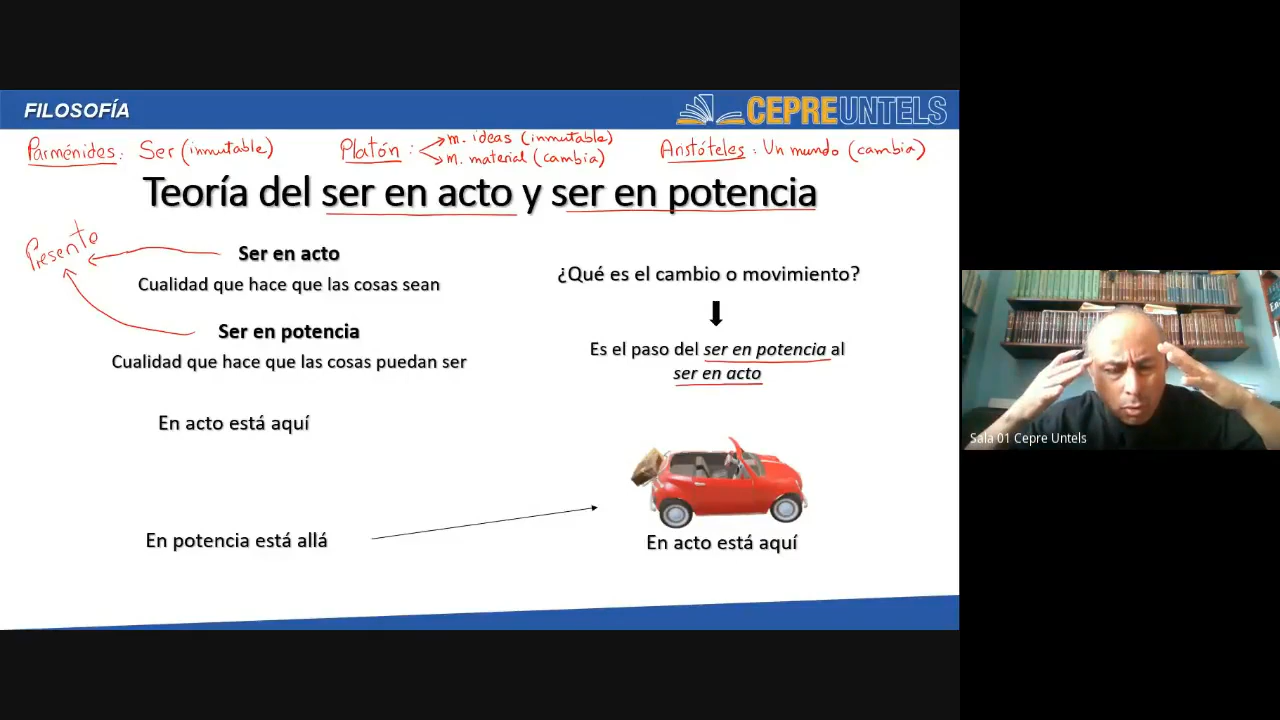 FILOSOFÍA
CEPREUNTELS
Parménides: Ser (inmutable)
Platón: m. ideas (inmutable)
m. material (cambia)
Aristóteles: Un mundo (cambia)
Teoría del ser en acto y ser en potencia
Presente
Ser en acto
Cualidad que hace que las cosas sean
Ser en potencia
Cualidad que hace que las cosas puedan ser
En acto está aquí
En potencia está allá
¿Qué es el cambio o movimiento?
Es el paso del ser en potencia al
ser en acto
En acto está aquí
Sala 01 Cepre Untels